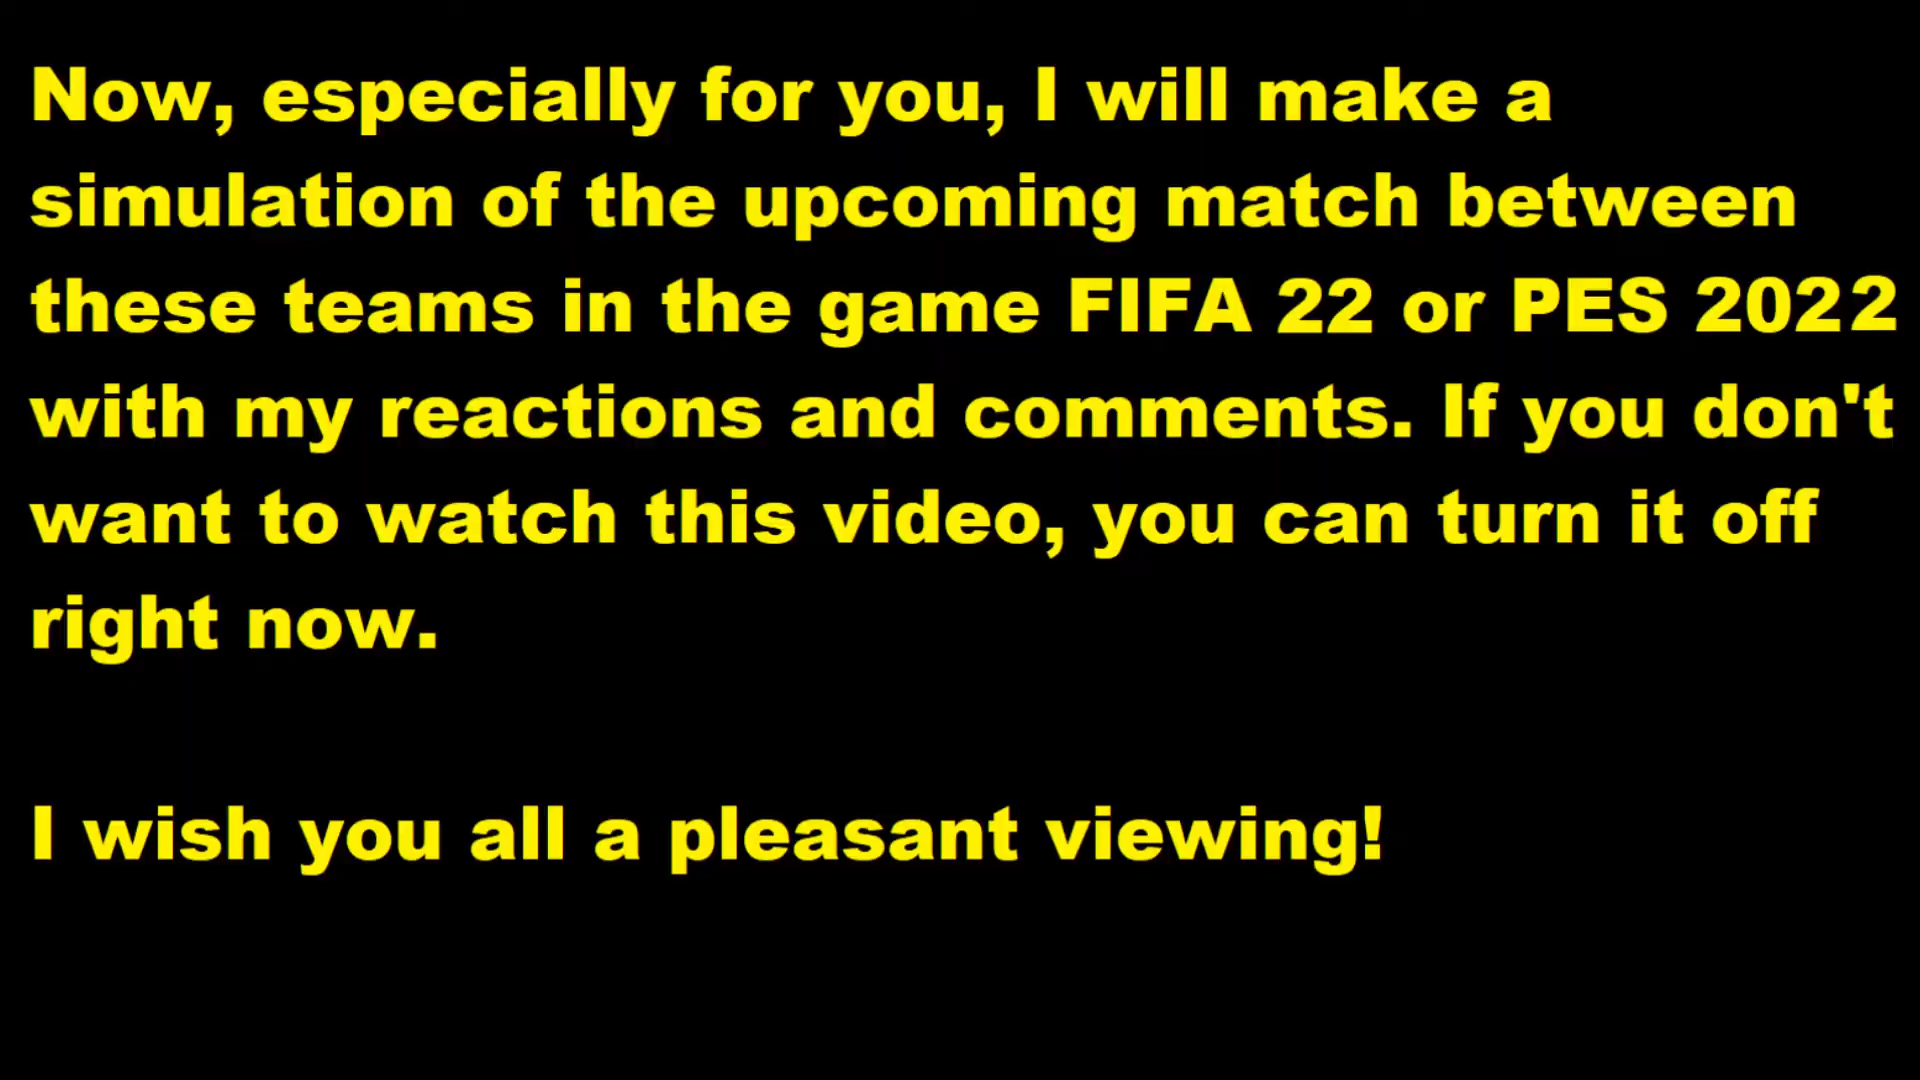 Now, especially for you, I will make a
simulation of the upcoming match between
these teams in the game FIFA 22 or PES 2022
with my reactions and comments. If you don't
want to watch this video, you can turn it off
right now.
I wish you all a pleasant viewing!